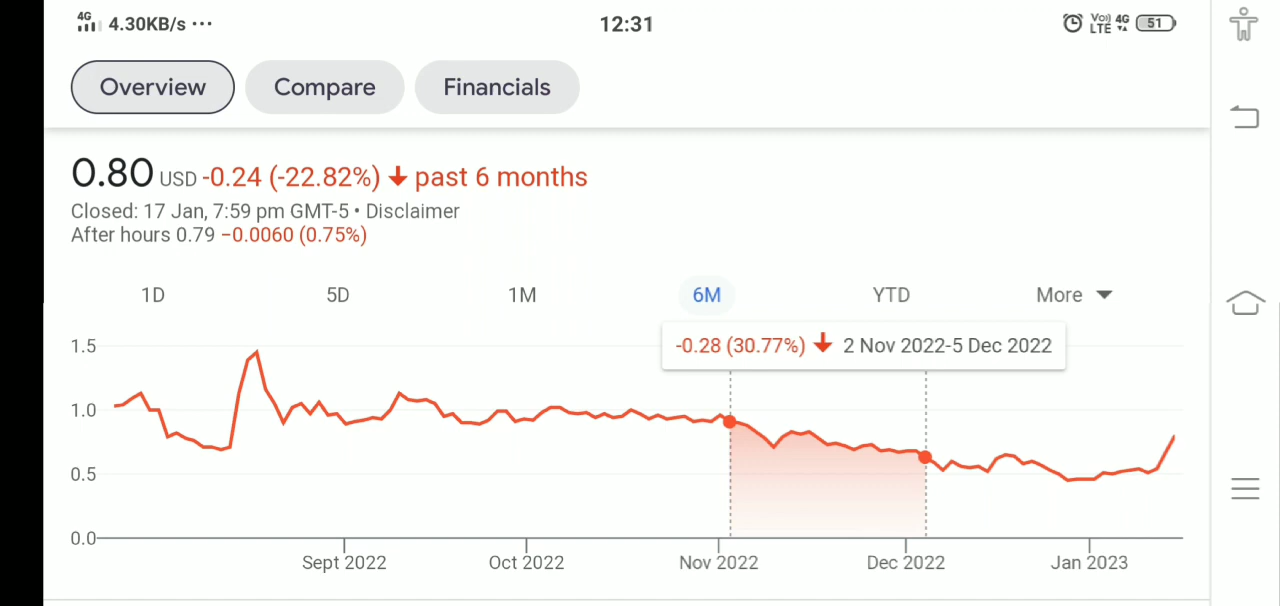 4G 4.30KB/s ··· 12:31 Vo) LTE 4G 51
Overview Compare Financials
0.80 USD -0.24 (-22.82%) ↓ past 6 months
Closed: 17 Jan, 7:59 pm GMT-5 • Disclaimer
After hours 0.79 −0.0060 (0.75%)
1D 5D 1M 6M YTD More
-0.28 (30.77%) ↓ 2 Nov 2022-5 Dec 2022
1.5
1.0
0.5
0.0
Sept 2022 Oct 2022 Nov 2022 Dec 2022 Jan 2023